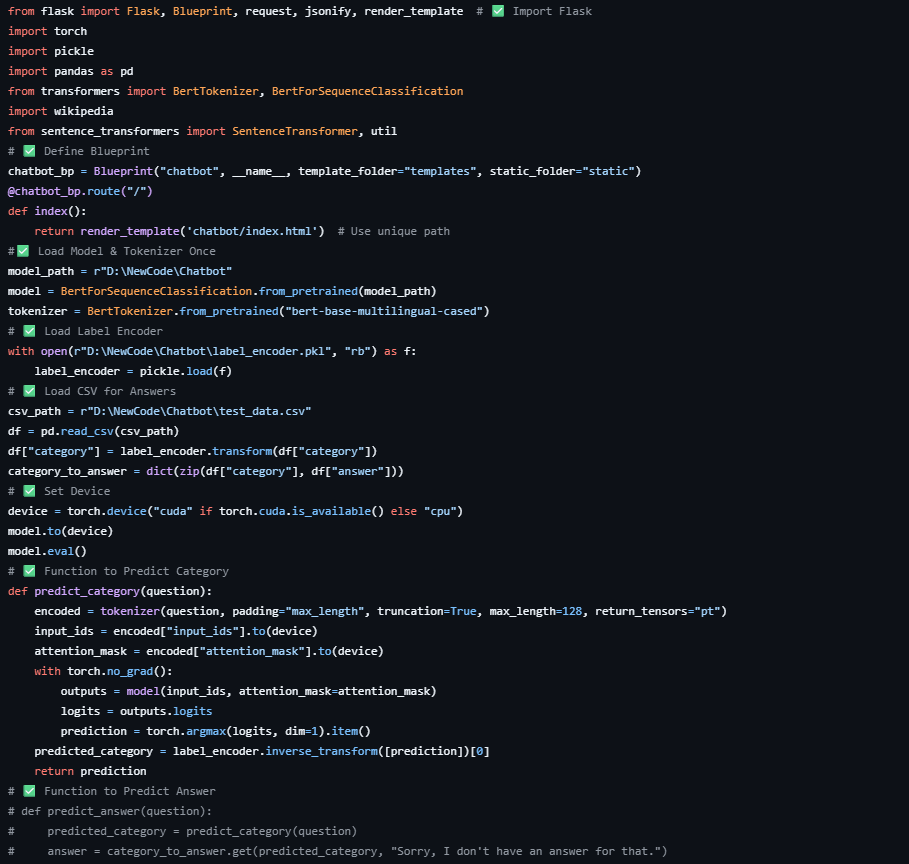 from flask import Flask, Blueprint, request, jsonify, render_template  # ✅ Import Flask
import torch
import pickle
import pandas as pd
from transformers import BertTokenizer, BertForSequenceClassification
import wikipedia
from sentence_transformers import SentenceTransformer, util
# ✅ Define Blueprint
chatbot_bp = Blueprint("chatbot", __name__, template_folder="templates", static_folder="static")
@chatbot_bp.route("/")
def index():
    return render_template('chatbot/index.html')  # Use unique path
#✅ Load Model & Tokenizer Once
model_path = r"D:\NewCode\Chatbot"
model = BertForSequenceClassification.from_pretrained(model_path)
tokenizer = BertTokenizer.from_pretrained("bert-base-multilingual-cased")
# ✅ Load Label Encoder
with open(r"D:\NewCode\Chatbot\label_encoder.pkl", "rb") as f:
    label_encoder = pickle.load(f)
# ✅ Load CSV for Answers
csv_path = r"D:\NewCode\Chatbot\test_data.csv"
df = pd.read_csv(csv_path)
df["category"] = label_encoder.transform(df["category"])
category_to_answer = dict(zip(df["category"], df["answer"]))
# ✅ Set Device
device = torch.device("cuda" if torch.cuda.is_available() else "cpu")
model.to(device)
model.eval()
# ✅ Function to Predict Category
def predict_category(question):
    encoded = tokenizer(question, padding="max_length", truncation=True, max_length=128, return_tensors="pt")
    input_ids = encoded["input_ids"].to(device)
    attention_mask = encoded["attention_mask"].to(device)
    with torch.no_grad():
        outputs = model(input_ids, attention_mask=attention_mask)
        logits = outputs.logits
        prediction = torch.argmax(logits, dim=1).item()
    predicted_category = label_encoder.inverse_transform([prediction])[0]
    return prediction
# ✅ Function to Predict Answer
# def predict_answer(question):
#     predicted_category = predict_category(question)
#     answer = category_to_answer.get(predicted_category, "Sorry, I don't have an answer for that.")